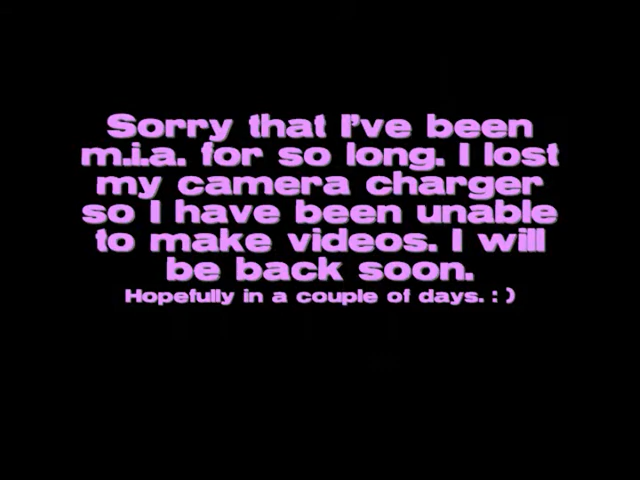 Sorry that I've been
m.i.a. for so long. I lost
my camera charger
so I have been unable
to make videos. I will
be back soon.
Hopefully in a couple of days. : )